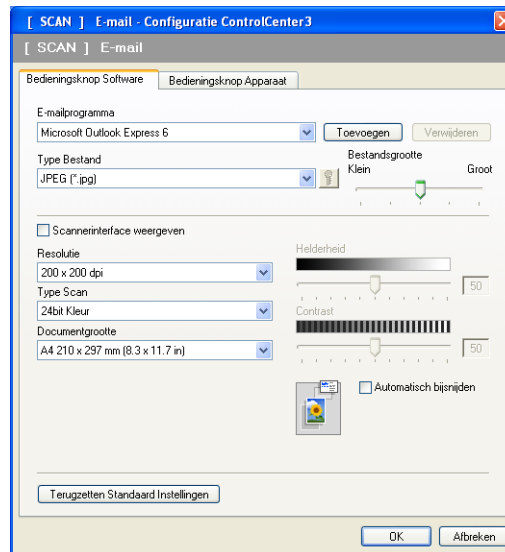 [ SCAN ] E-mail - Configuratie ControlCenter3
[ SCAN ] E-mail
Bedieningsknop Software Bedieningsknop Apparaat
E-mailprogramma
Microsoft Outlook Express 6 Toevoegen Verwijderen
Type Bestand Bestandsgrootte
Klein Groot
JPEG (*.jpg)
Scannerinterface weergeven
Resolutie Helderheid
200 x 200 dpi 50
Type Scan
24bit Kleur Contrast
Documentgrootte
A4 210 x 297 mm (8.3 x 11.7 in) 50
Automatisch bijsnijden
Terugzetten Standaard Instellingen
OK Afbreken